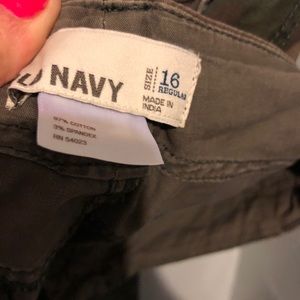 NAVY
SIZE
16
REGULAR
MADE IN
INDIA
97% COTTON
3% SPANDEX
RN 54023